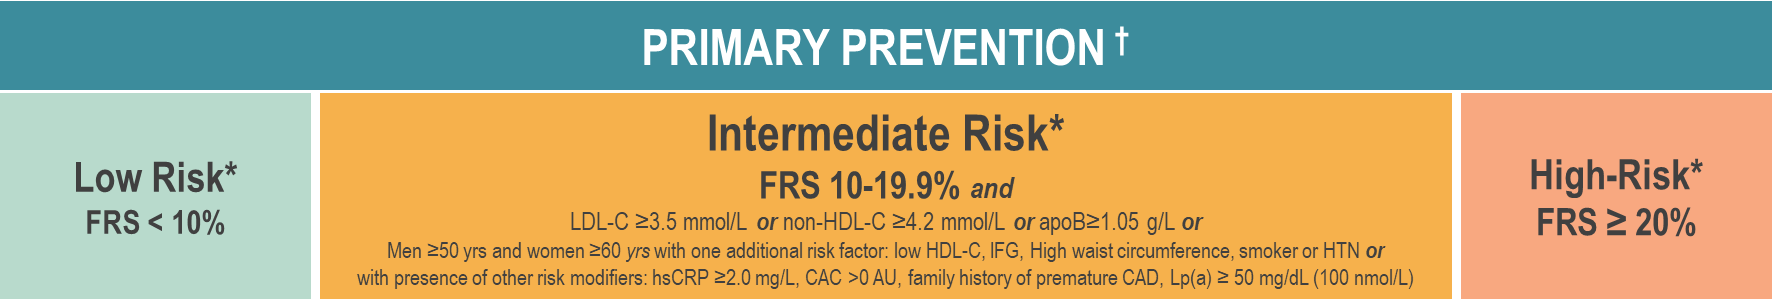 PRIMARY PREVENTION †
Low Risk*
FRS < 10%
Intermediate Risk*
FRS 10-19.9% and
LDL-C ≥3.5 mmol/L or non-HDL-C ≥4.2 mmol/L or apoB≥1.05 g/L or
Men ≥50 yrs and women ≥60 yrs with one additional risk factor: low HDL-C, IFG, High waist circumference, smoker or HTN or
with presence of other risk modifiers: hsCRP ≥2.0 mg/L, CAC >0 AU, family history of premature CAD, Lp(a) ≥ 50 mg/dL (100 nmol/L)
High-Risk*
FRS ≥ 20%